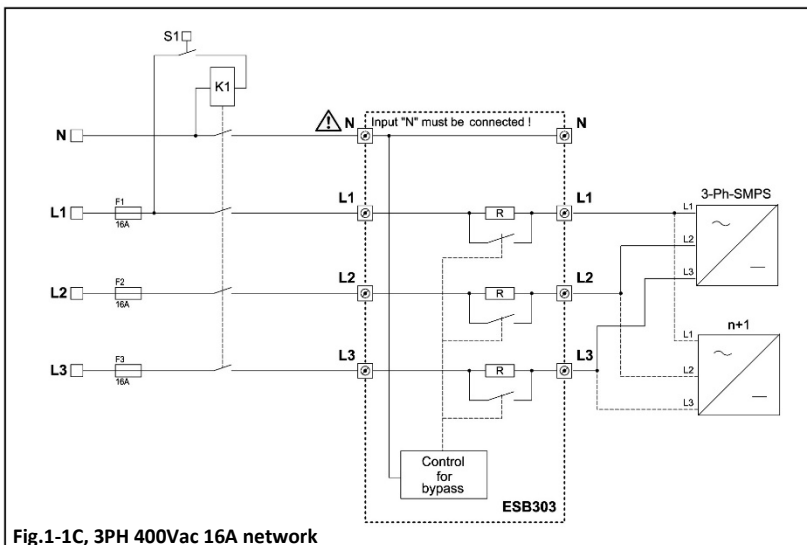 S1
K1
N
N
Input "N" must be connected !
N
L1
F1
16A
L1
R
L1
3-Ph-SMPS
L1
L2
L3
L2
F2
16A
L2
R
L2
n+1
L1
L2
L3
L3
F3
16A
L3
R
L3
Control
for
bypass
ESB303
Fig.1-1C, 3PH 400Vac 16A network